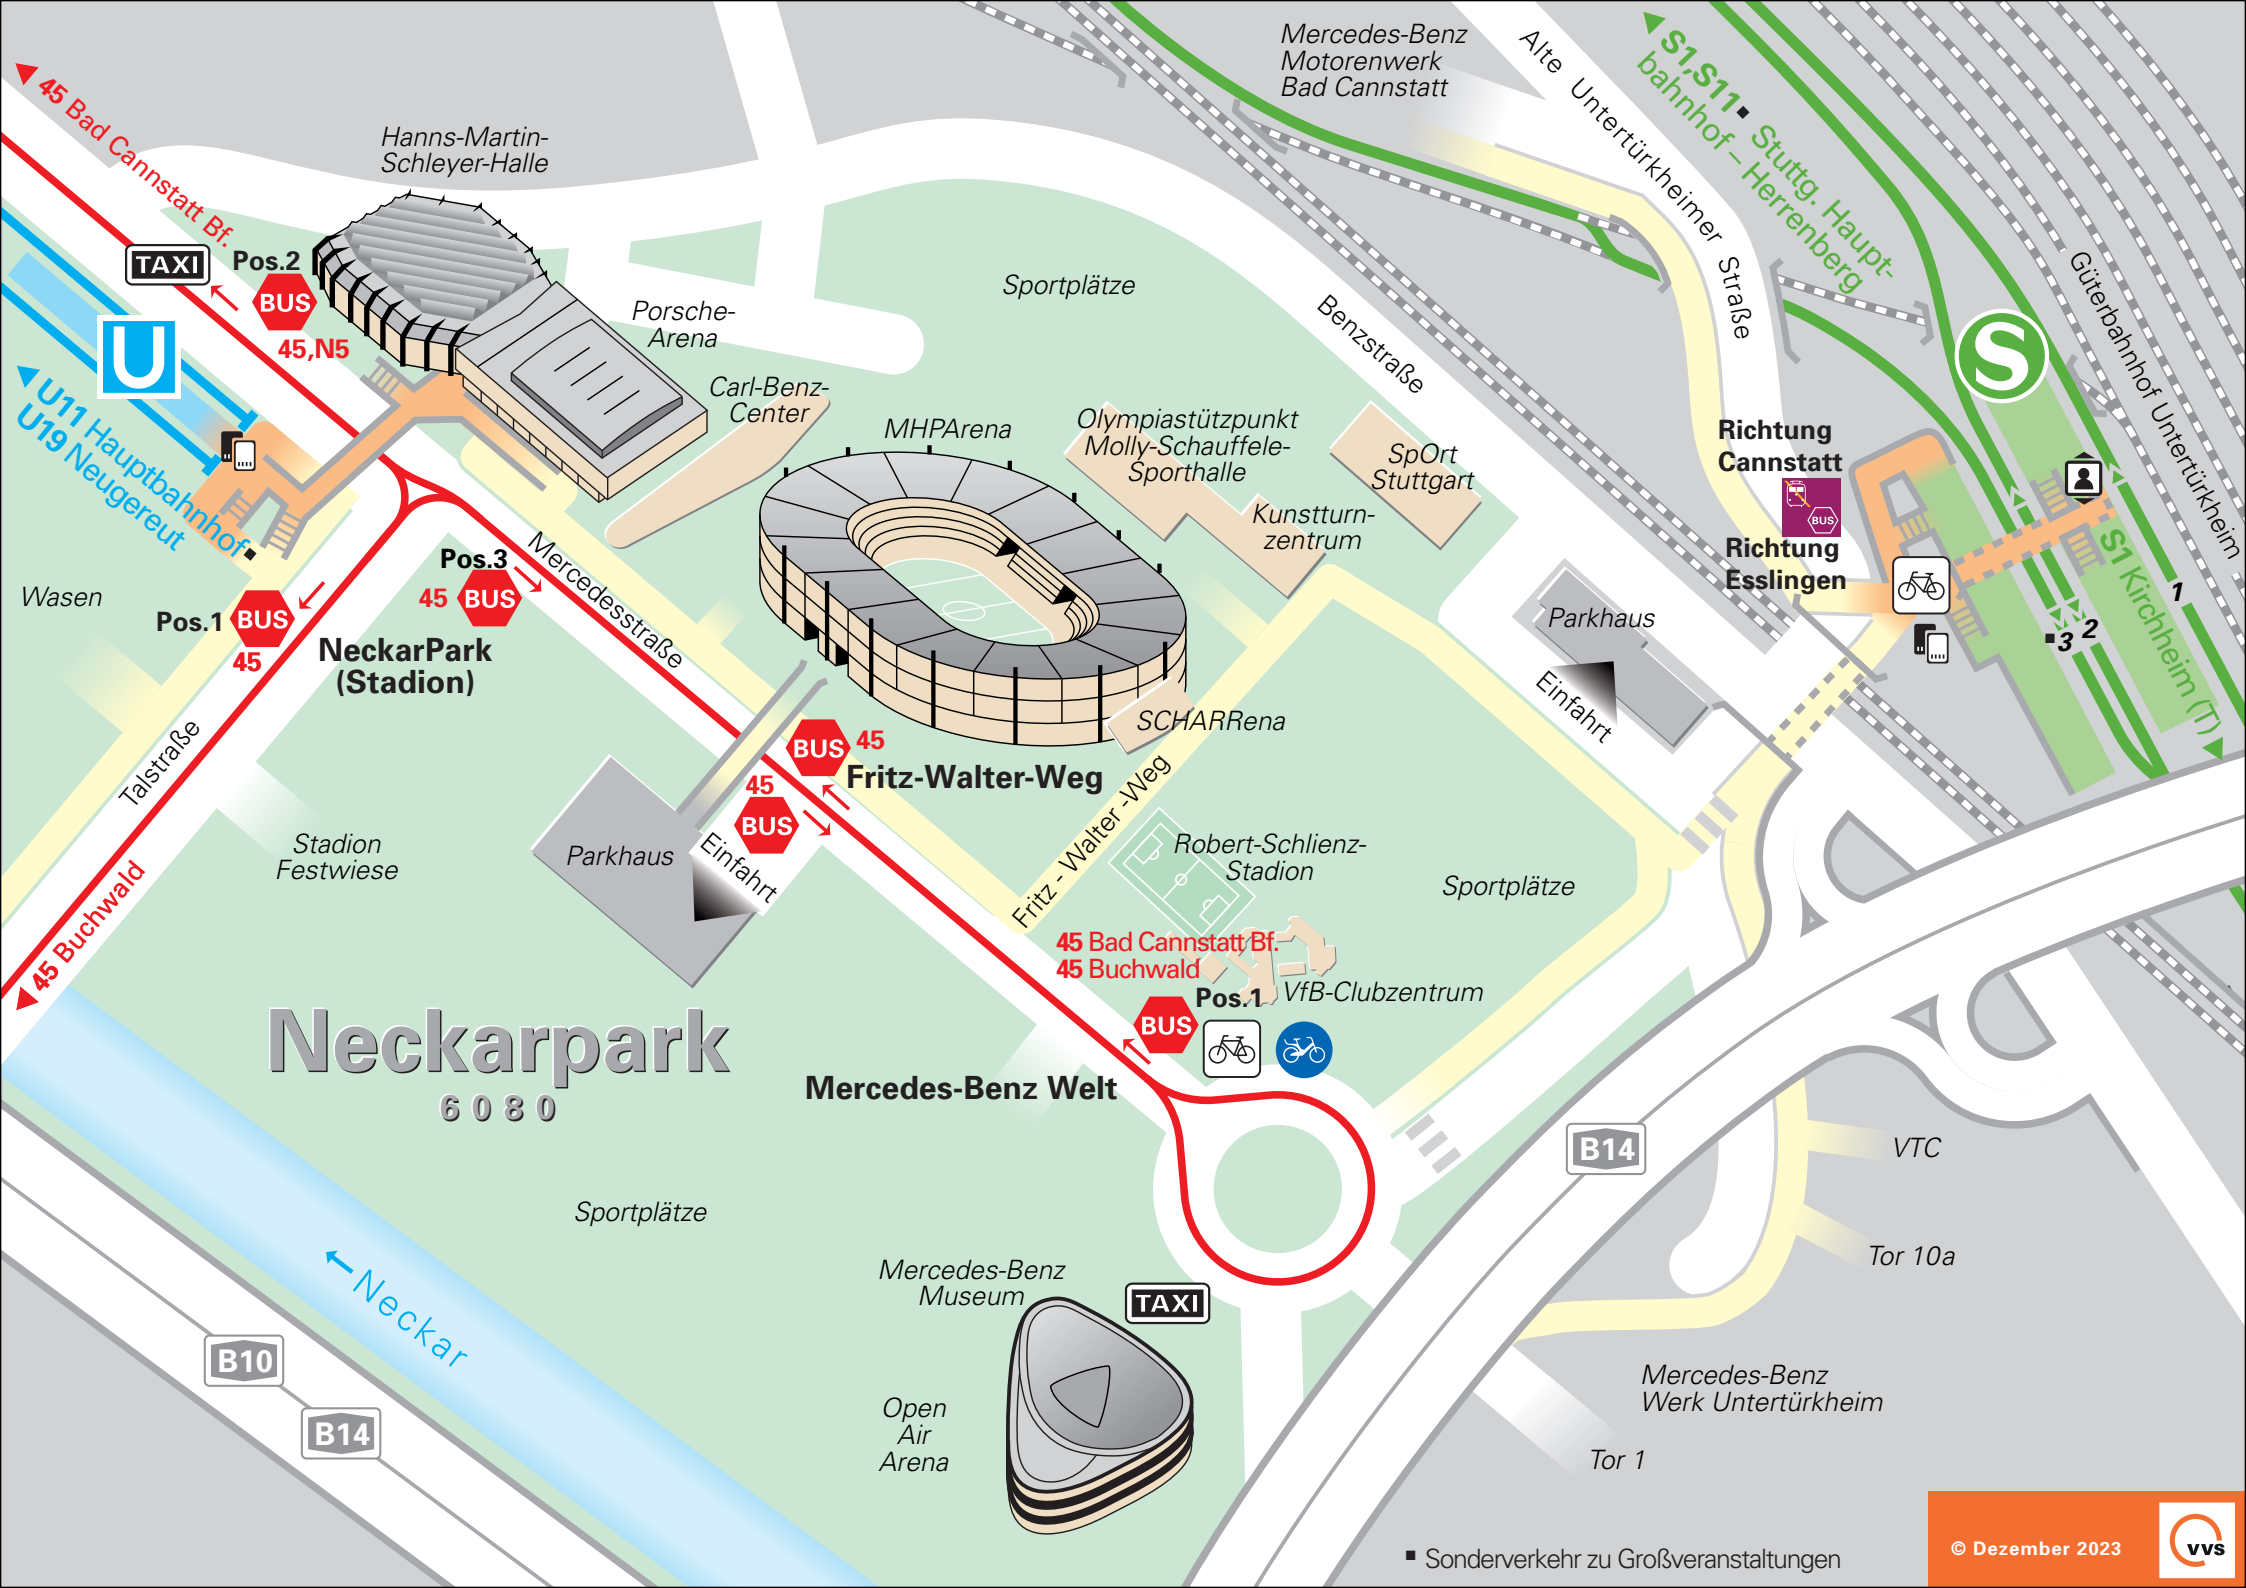 Mercedes-Benz
Motorenwerk
Bad Cannstatt
Alte Untertürkheimer Straße
S1,S11▪ Stuttg. Haupt-
bahnhof – Herrenberg
Güterbahnhof Untertürkheim
45 Bad Cannstatt Bf.
Hanns-Martin-
Schleyer-Halle
TAXI
Pos.2
BUS
45,N5
U
U11 Hauptbahnhof▪
U19 Neugereut
Porsche-
Arena
Carl-Benz-
Center
Sportplätze
Benzstraße
MHPArena
Olympiastützpunkt
Molly-Schauffele-
Sporthalle
SpOrt
Stuttgart
Kunstturn-
zentrum
S
Richtung
Cannstatt
BUS
Richtung
Esslingen
S1 Kirchheim (T)
1
2
▪3
Wasen
Pos.1
BUS
45
Pos.3
45
BUS
NeckarPark
(Stadion)
Mercedesstraße
Talstraße
Parkhaus
Einfahrt
SCHARRena
BUS
45
Fritz-Walter-Weg
45
BUS
Fritz - Walter -Weg
Stadion
Festwiese
Parkhaus
Einfahrt
Robert-Schlienz-
Stadion
Sportplätze
45 Buchwald
45 Bad Cannstatt Bf.
45 Buchwald
Pos.1
BUS
VfB-Clubzentrum
Neckarpark
6080
Mercedes-Benz Welt
B14
VTC
Tor 10a
Sportplätze
Neckar
Mercedes-Benz
Museum
TAXI
B10
B14
Open
Air
Arena
Mercedes-Benz
Werk Untertürkheim
Tor 1
▪ Sonderverkehr zu Großveranstaltungen
© Dezember 2023
vvs